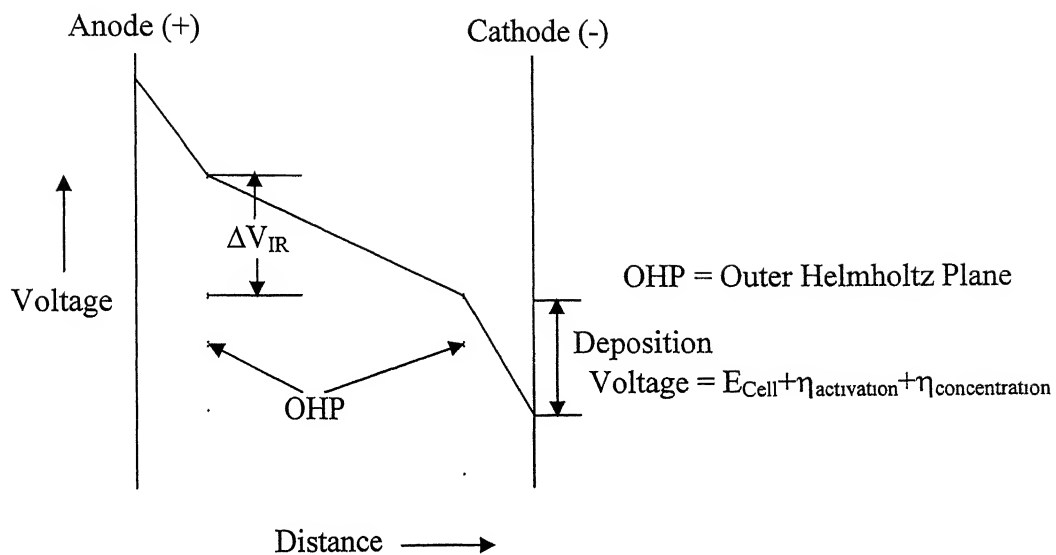 Anode (+)
Cathode (-)
ΔV_IR
Voltage
OHP = Outer Helmholtz Plane
Deposition
Voltage = E_Cell+η_activation+η_concentration
OHP
Distance